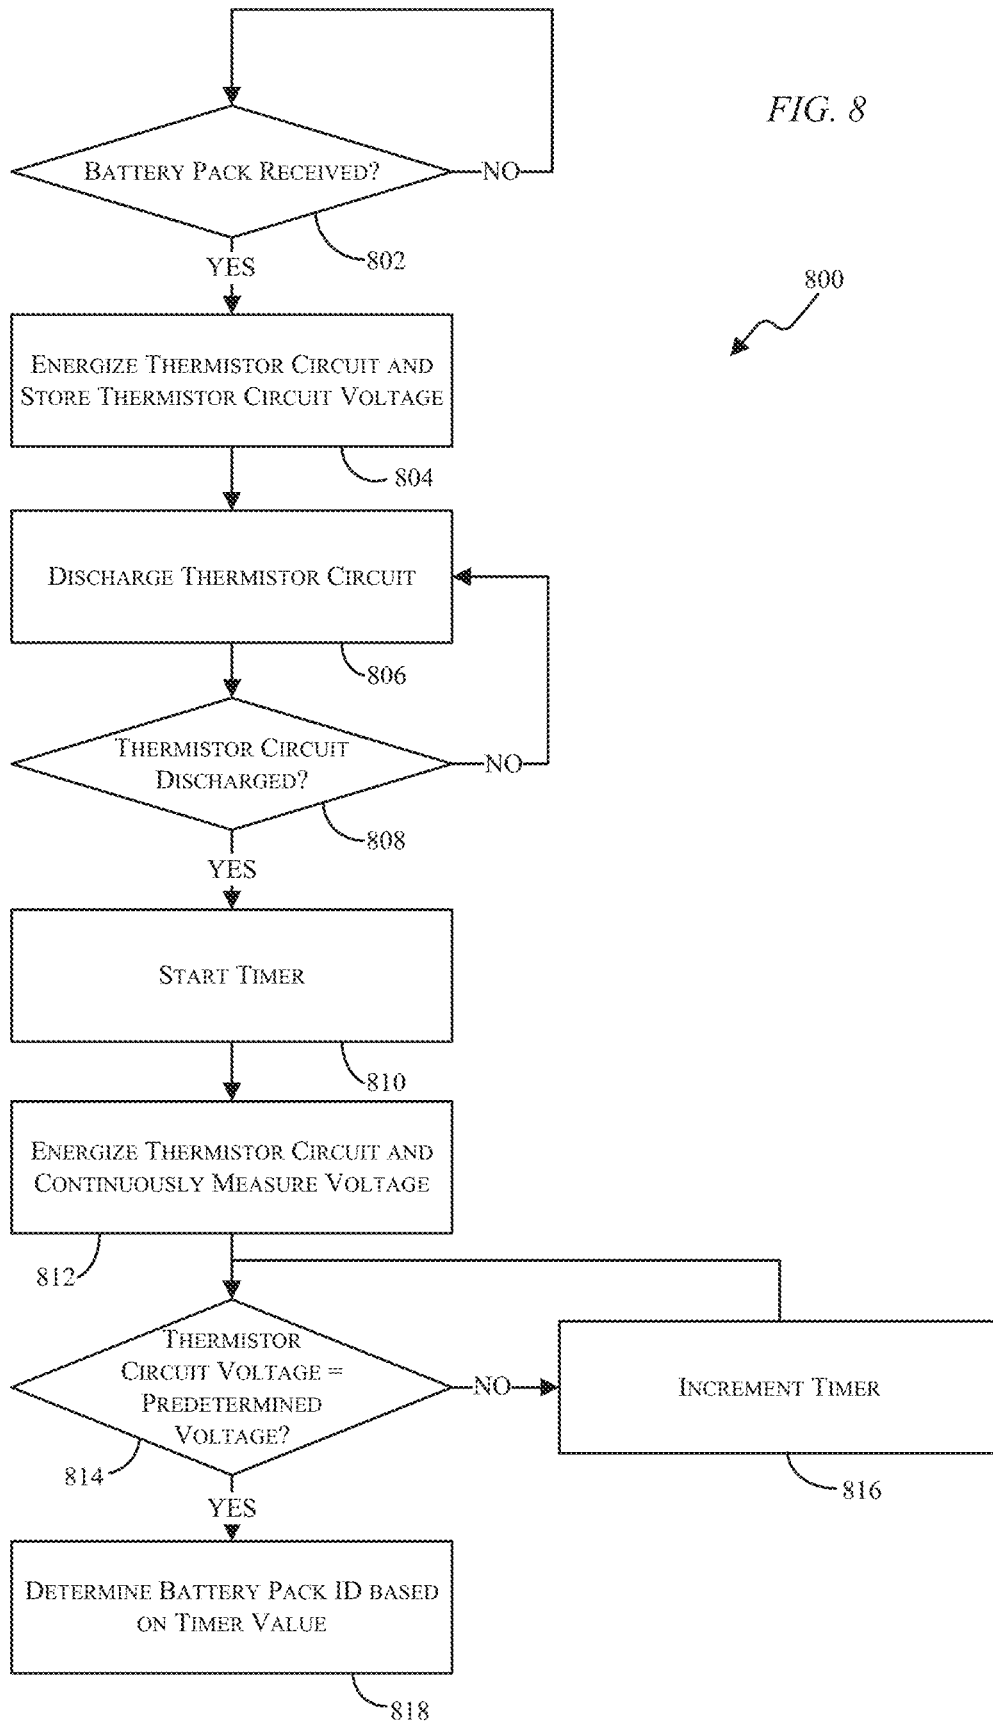 FIG. 8
BATTERY PACK RECEIVED?
NO
802
YES
800
ENERGIZE THERMISTOR CIRCUIT AND
STORE THERMISTOR CIRCUIT VOLTAGE
804
DISCHARGE THERMISTOR CIRCUIT
806
THERMISTOR CIRCUIT
DISCHARGED?
NO
808
YES
START TIMER
810
ENERGIZE THERMISTOR CIRCUIT AND
CONTINUOUSLY MEASURE VOLTAGE
812
THERMISTOR
CIRCUIT VOLTAGE =
PREDETERMINED
VOLTAGE?
NO
INCREMENT TIMER
814
816
YES
DETERMINE BATTERY PACK ID BASED
ON TIMER VALUE
818